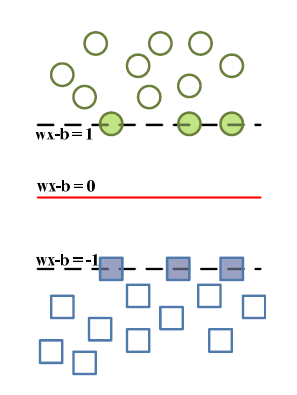 wx-b = 1
wx-b = 0
wx-b = -1